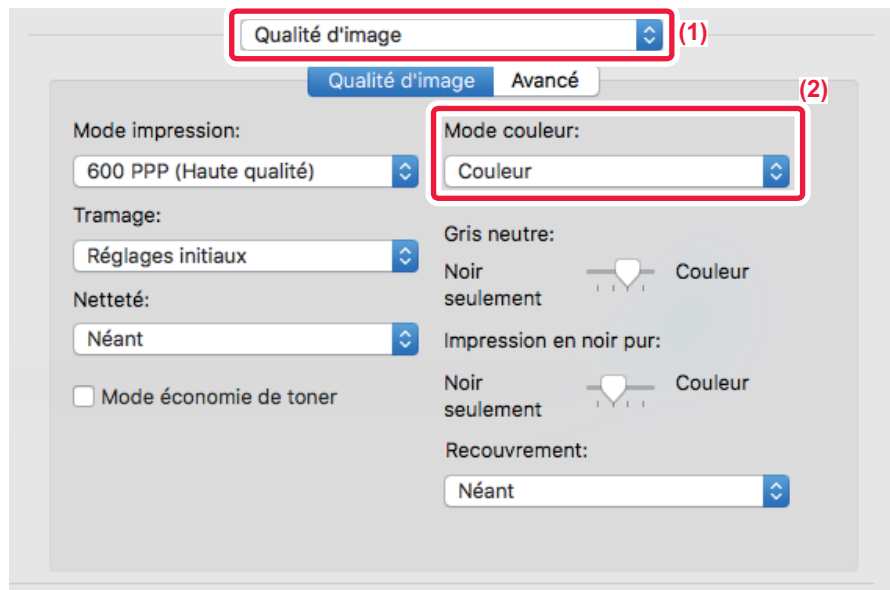 Qualité d'image
(1)
Qualité d'image
Avancé
(2)
Mode impression:
600 PPP (Haute qualité)
Tramage:
Réglages initiaux
Netteté:
Néant
Mode économie de toner
Mode couleur:
Couleur
Gris neutre:
Noir
seulement
Couleur
Impression en noir pur:
Noir
seulement
Couleur
Recouvrement:
Néant